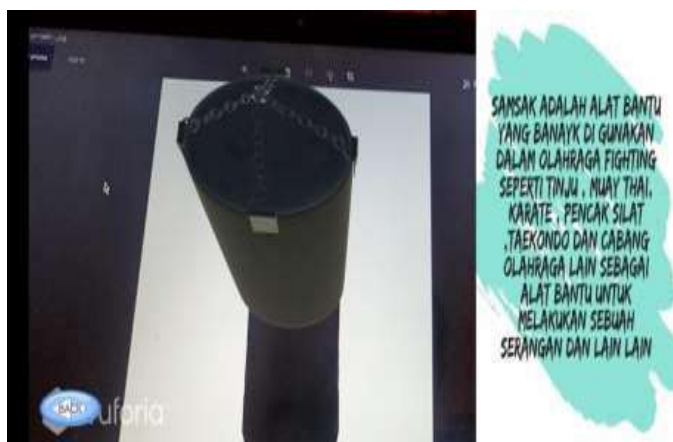 SAMSAK ADALAH ALAT BANTU
YANG BANAYK DI GUNAKAN
DALAM OLAHRAGA FIGHTING
SEPERTI TINJU . MUAY THAI.
KARATE . PENCAK SILAT
.TAEKONDO DAN CABANG
OLAHRAGA LAIN SEBAGAI
ALAT BANTU UNTUK
MELAKUKAN SEBUAH
SERANGAN DAN LAIN LAIN
BACK
uforia